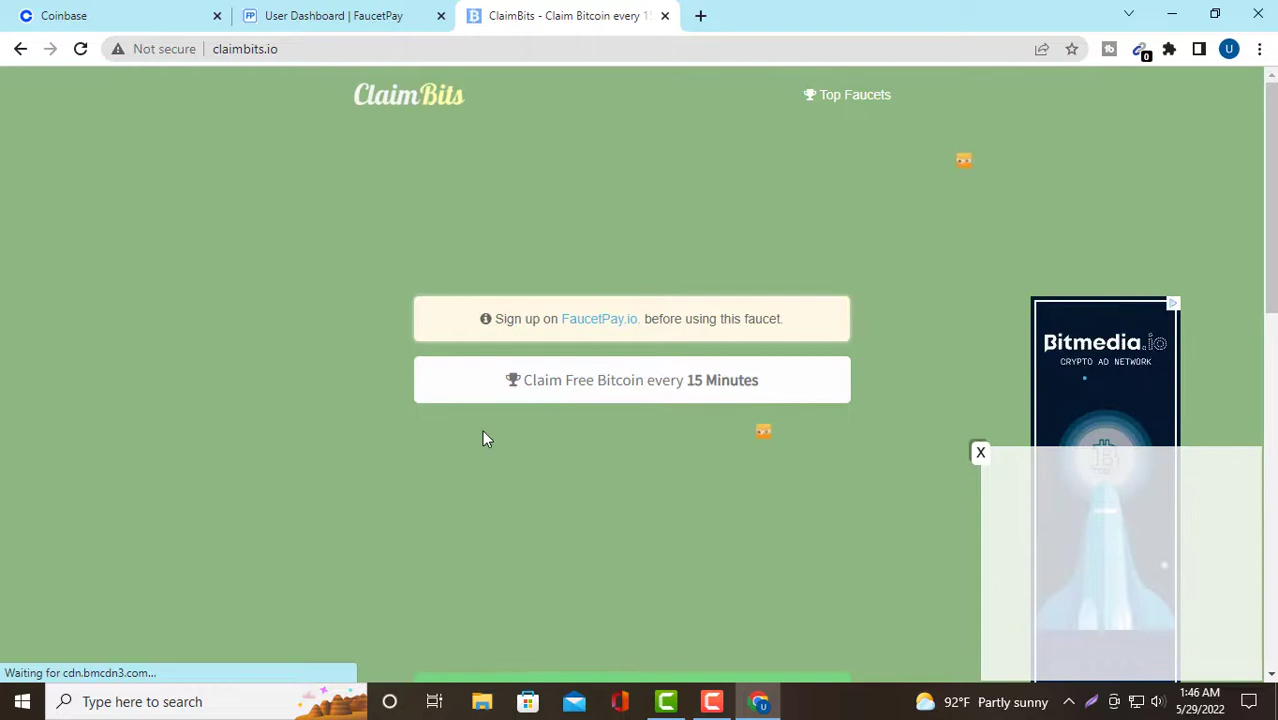 Coinbase
User Dashboard | FaucetPay
ClaimBits - Claim Bitcoin every 1
Not secure
claimbits.io
0
U
ClaimBits
Top Faucets
Sign up on FaucetPay.io. before using this faucet.
Claim Free Bitcoin every 15 Minutes
Bitmedia.io
CRYPTO AD NETWORK
X
Waiting for cdn.bmcdn3.com...
Type here to search
92°F Partly sunny
1:46 AM
5/29/2022